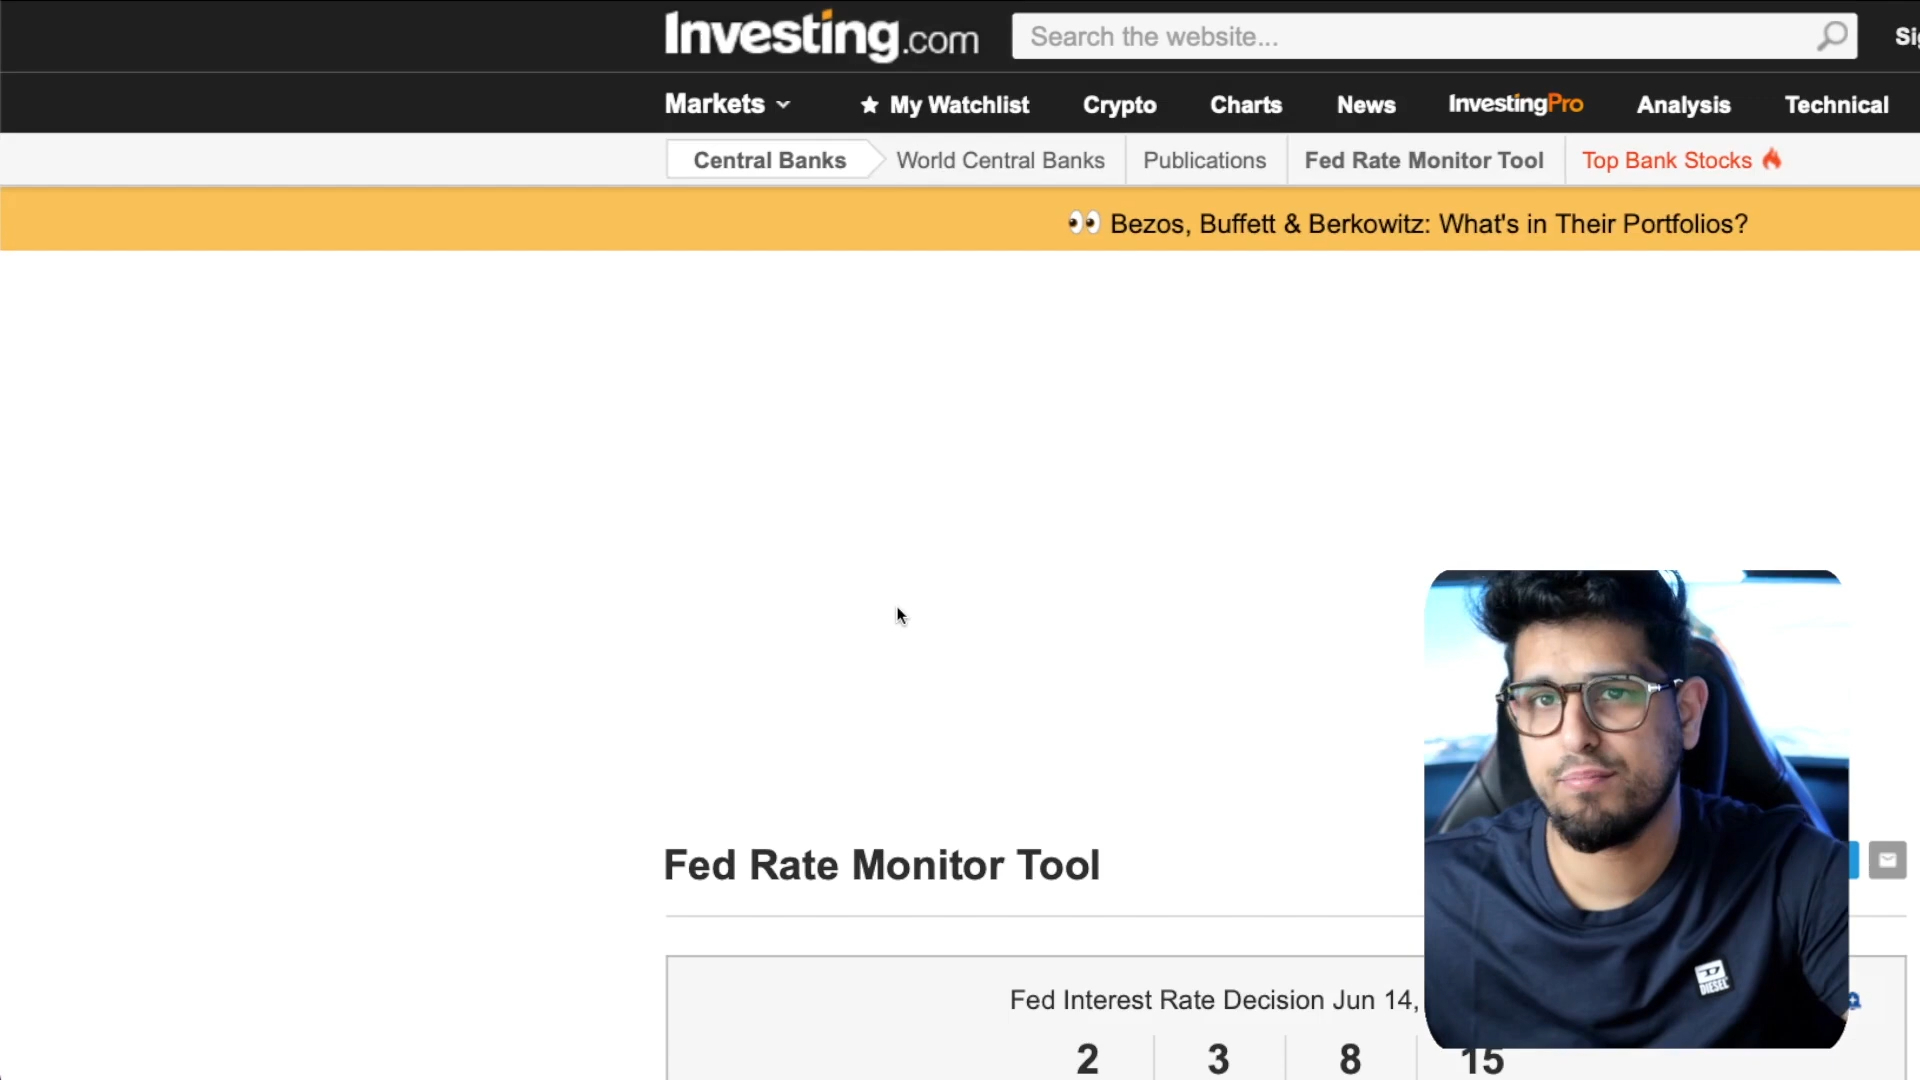 Investing.com
Search the website...
Markets
My Watchlist
Crypto
Charts
News
InvestingPro
Analysis
Technical
Central Banks
World Central Banks
Publications
Fed Rate Monitor Tool
Top Bank Stocks
Bezos, Buffett & Berkowitz: What's in Their Portfolios?
Fed Rate Monitor Tool
Fed Interest Rate Decision Jun 14,
2
3
8
15
DIESEL